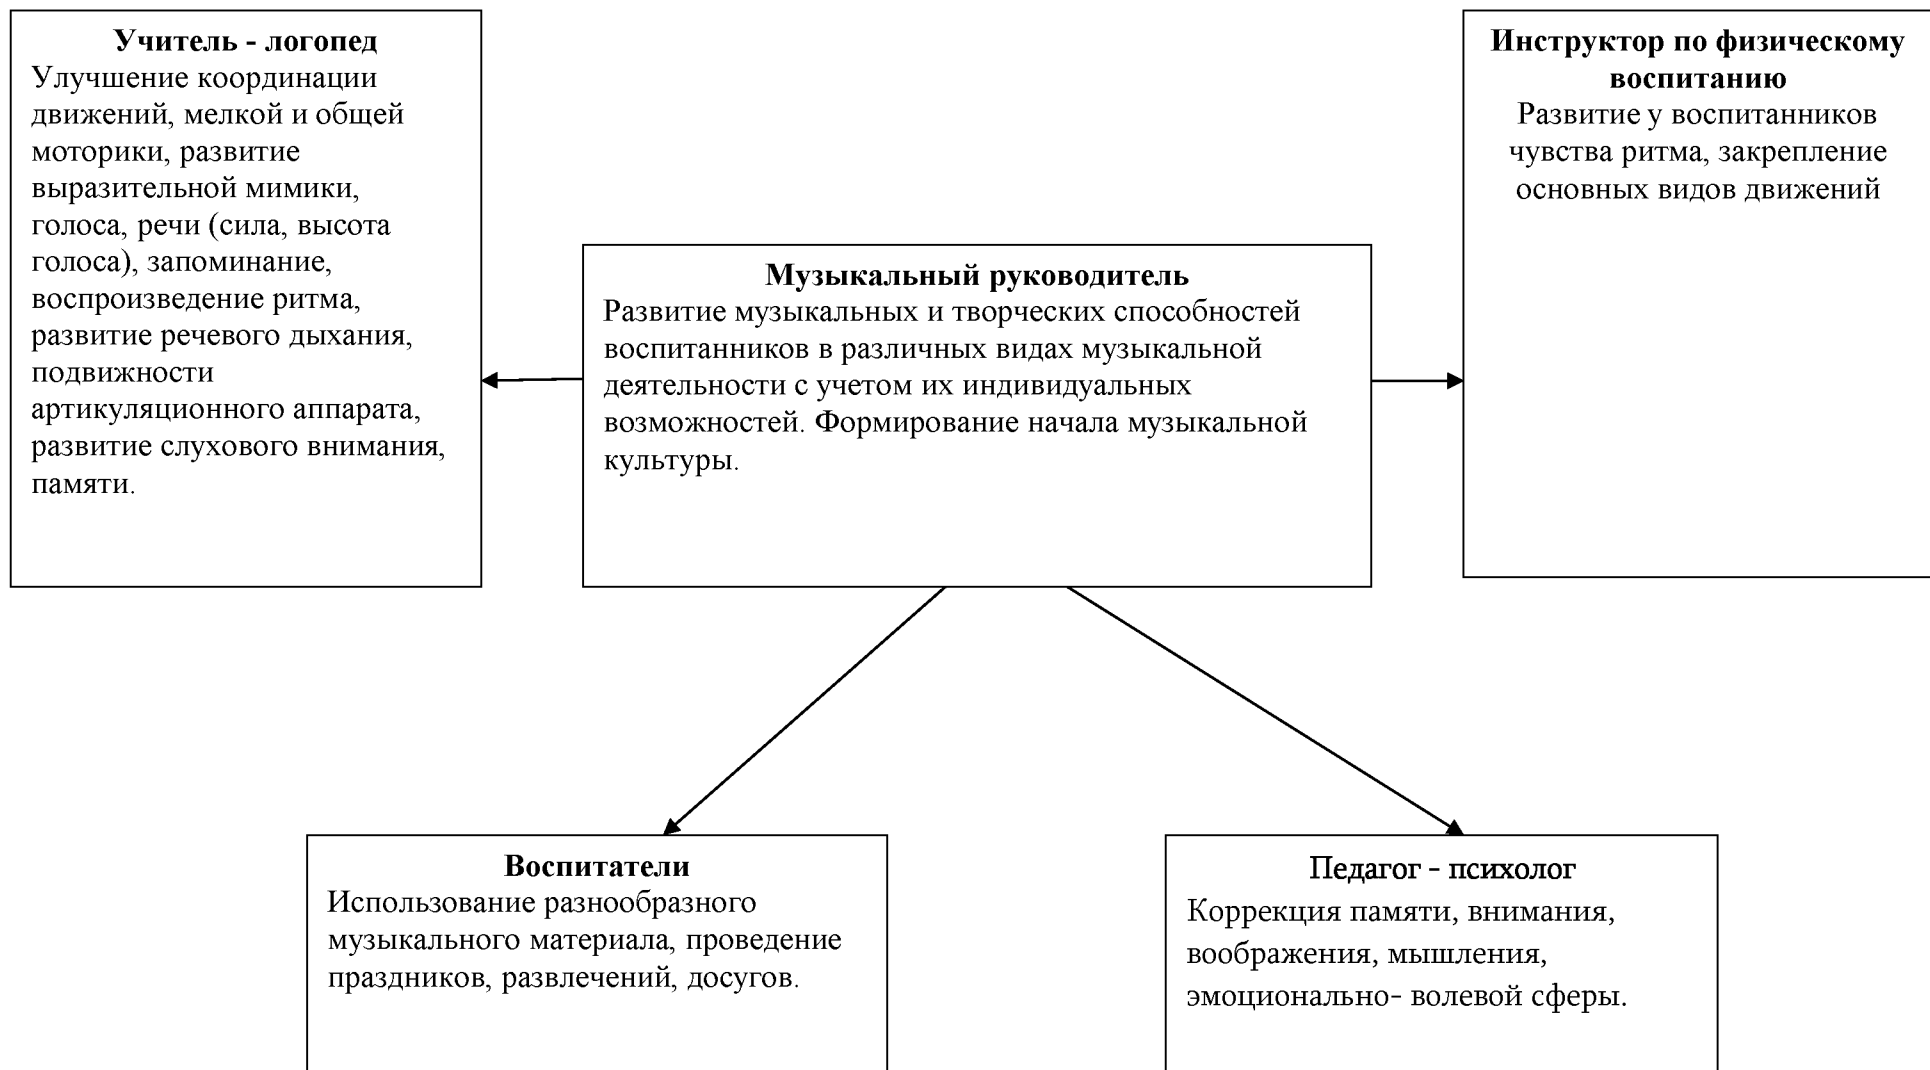 Учитель - логопед
Улучшение координации
движений, мелкой и общей
моторики, развитие
выразительной мимики,
голоса, речи (сила, высота
голоса), запоминание,
воспроизведение ритма,
развитие речевого дыхания,
подвижности
артикуляционного аппарата,
развитие слухового внимания,
памяти.
Музыкальный руководитель
Развитие музыкальных и творческих способностей
воспитанников в различных видах музыкальной
деятельности с учетом их индивидуальных
возможностей. Формирование начала музыкальной
культуры.
Инструктор по физическому
воспитанию
Развитие у воспитанников
чувства ритма, закрепление
основных видов движений
Воспитатели
Использование разнообразного
музыкального материала, проведение
праздников, развлечений, досугов.
Педагог - психолог
Коррекция памяти, внимания,
воображения, мышления,
эмоционально- волевой сферы.